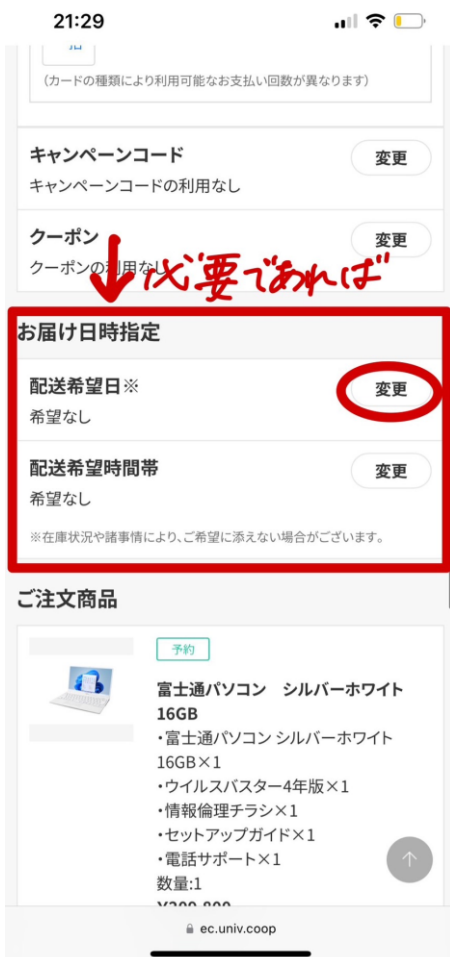 21:29
(カードの種類により利用可能なお支払い回数が異なります)
キャンペーンコード
変更
キャンペーンコードの利用なし
クーポン
変更
クーポンの利用なし
必要であれば
お届け日時指定
配送希望日※
変更
希望なし
配送希望時間帯
変更
希望なし
※在庫状況や諸事情により、ご希望に添えない場合がございます。
ご注文商品
予約
富士通パソコン シルバーホワイト
16GB
・富士通パソコン シルバーホワイト
16GB×1
・ウイルスバスター4年版×1
・情報倫理チラシ×1
・セットアップガイド×1
・電話サポート×1
数量:1
ec.univ.coop